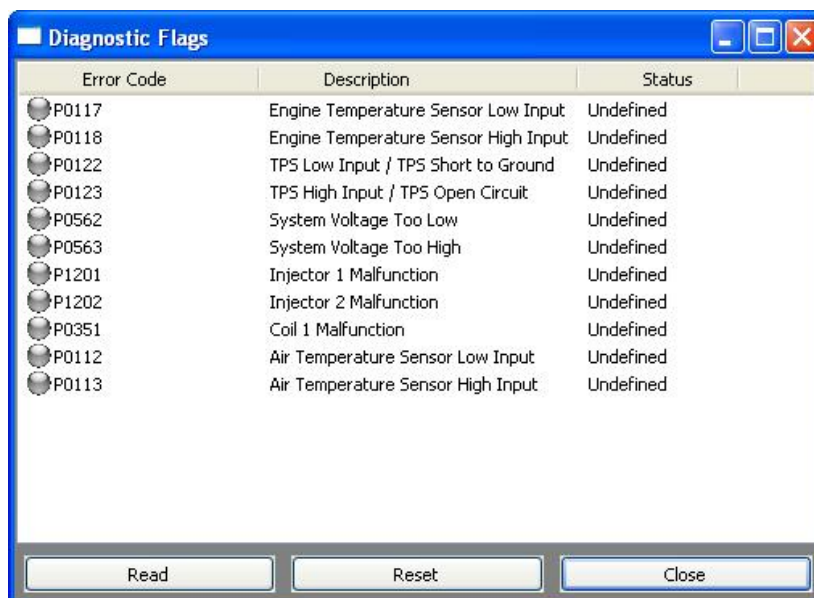 Diagnostic Flags
Error Code Description Status
P0117 Engine Temperature Sensor Low Input Undefined
P0118 Engine Temperature Sensor High Input Undefined
P0122 TPS Low Input / TPS Short to Ground Undefined
P0123 TPS High Input / TPS Open Circuit Undefined
P0562 System Voltage Too Low Undefined
P0563 System Voltage Too High Undefined
P1201 Injector 1 Malfunction Undefined
P1202 Injector 2 Malfunction Undefined
P0351 Coil 1 Malfunction Undefined
P0112 Air Temperature Sensor Low Input Undefined
P0113 Air Temperature Sensor High Input Undefined
Read Reset Close